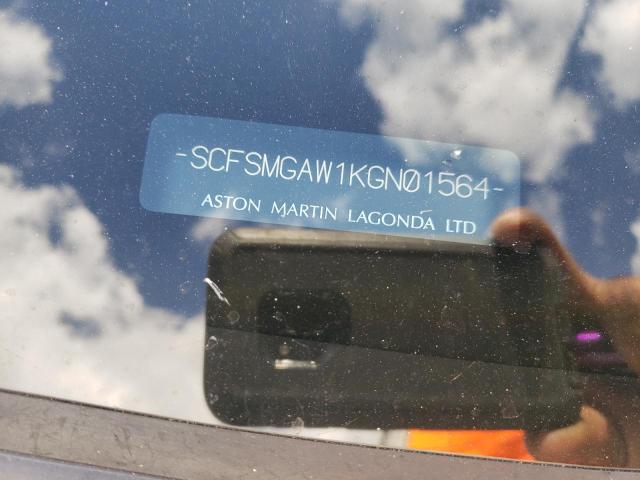 -SCFSMGAW1KGN01564-
ASTON MARTIN LAGONDA LTD